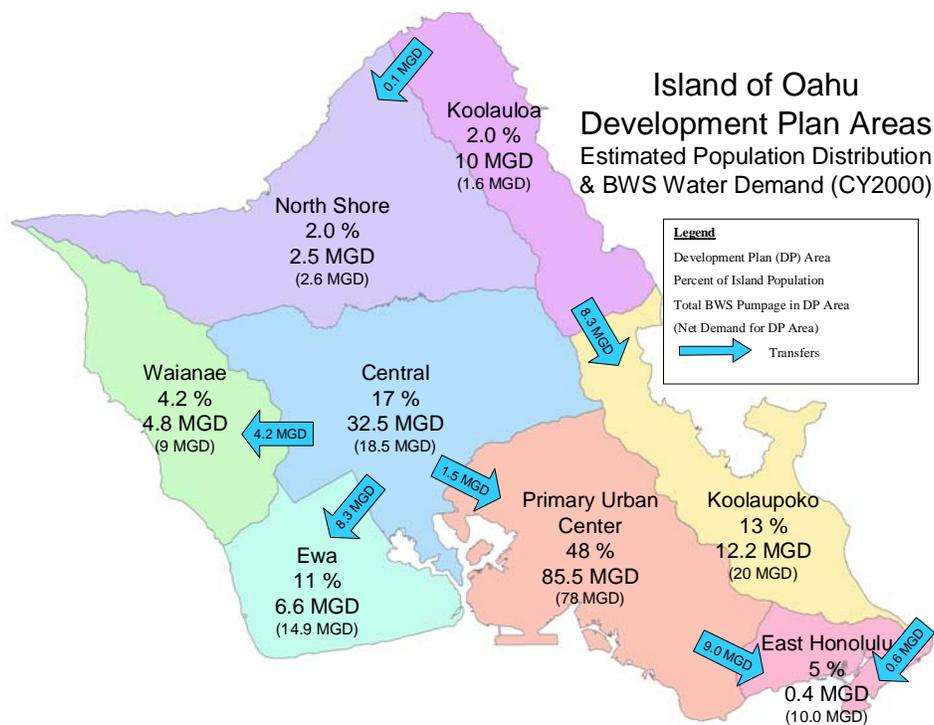 Island of Oahu
Development Plan Areas
Estimated Population Distribution
& BWS Water Demand (CY2000)
0.1 MGD
Koolauloa
2.0 %
10 MGD
(1.6 MGD)
North Shore
2.0 %
2.5 MGD
(2.6 MGD)
Legend
Development Plan (DP) Area
Percent of Island Population
Total BWS Pumpage in DP Area
(Net Demand for DP Area)
Transfers
8.3 MGD
Waianae
4.2 %
4.8 MGD
(9 MGD)
4.2 MGD
Central
17 %
32.5 MGD
(18.5 MGD)
8.3 MGD
1.5 MGD
Ewa
11 %
6.6 MGD
(14.9 MGD)
Primary Urban
Center
48 %
85.5 MGD
(78 MGD)
Koolaupoko
13 %
12.2 MGD
(20 MGD)
9.0 MGD
East Honolulu
5 %
0.4 MGD
(10.0 MGD)
0.6 MGD